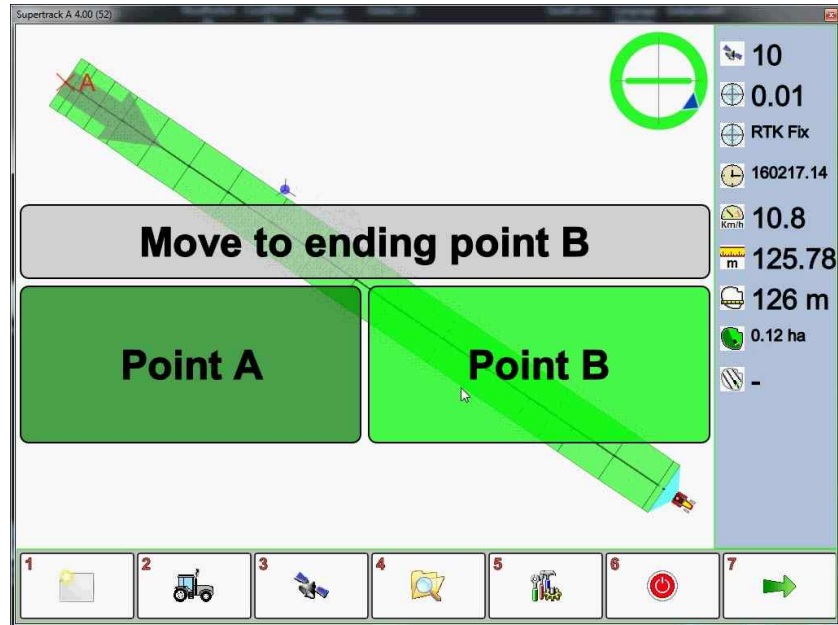 Supertrack A 4.00 (52)
A
10
0.01
RTK Fix
160217.14
Km/h
10.8
m
125.78
126 m
0.12 ha
-
Move to ending point B
Point A
Point B
1
2
3
4
5
6
7